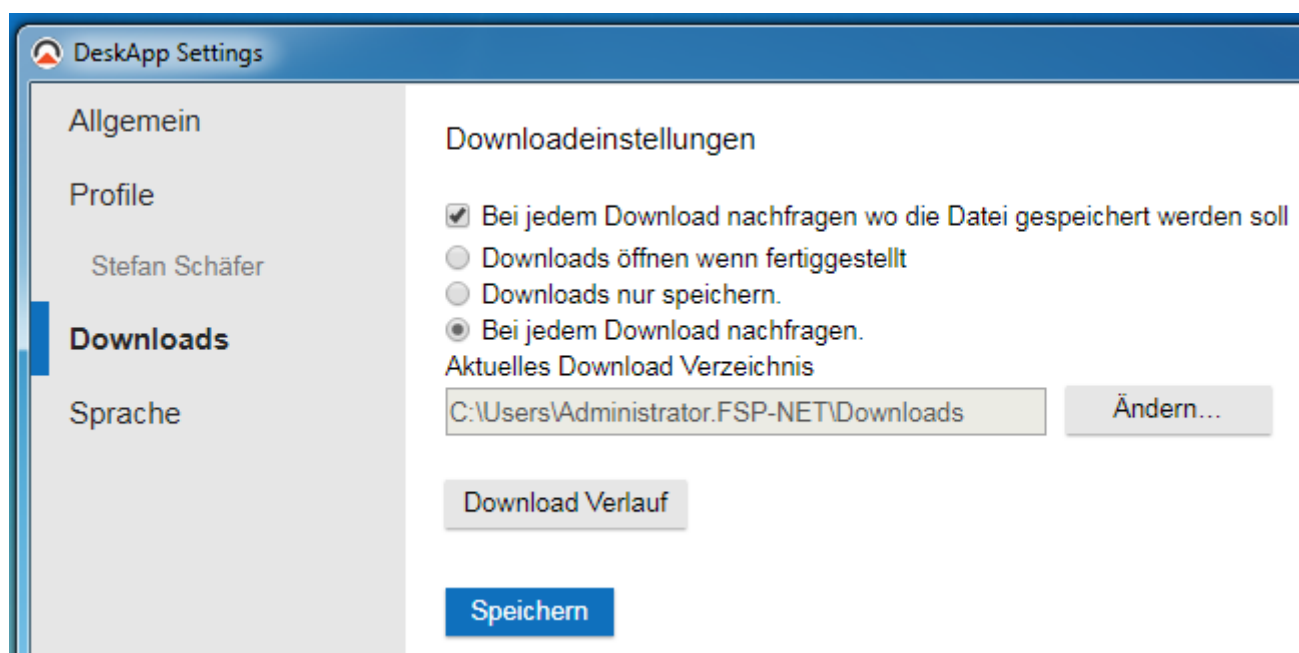 DeskApp Settings
Allgemein
Profile
Stefan Schäfer
Downloads
Sprache
Downloadeinstellungen
Bei jedem Download nachfragen wo die Datei gespeichert werden soll
Downloads öffnen wenn fertiggestellt
Downloads nur speichern.
Bei jedem Download nachfragen.
Aktuelles Download Verzeichnis
C:\Users\Administrator.FSP-NET\Downloads
Ändern...
Download Verlauf
Speichern